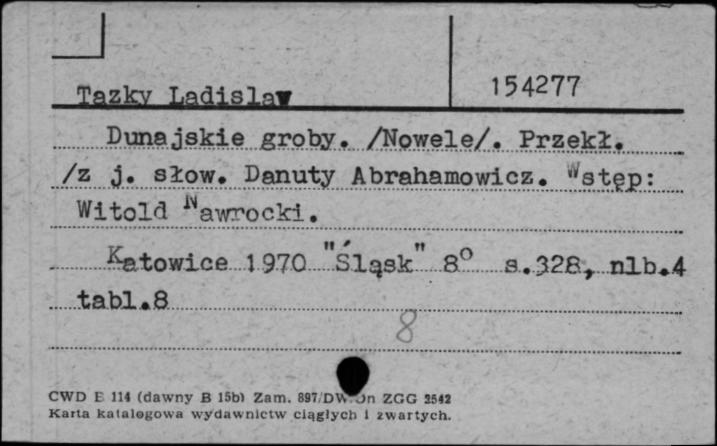 154277
Tazky Ladislav
Dunajskie groby. /Nowele/. Przekł.
/z j. słow. Danuty Abrahamowicz. Wstęp:
Witold Nawrocki.
Katowice 1970 "Śląsk" 8° s.328, nlb.4
tabl.8
8
CWD E 114 (dawny B 15b) Zam. 897/DW ZGG 2542
Karta katalogowa wydawnictw ciągłych i zwartych.